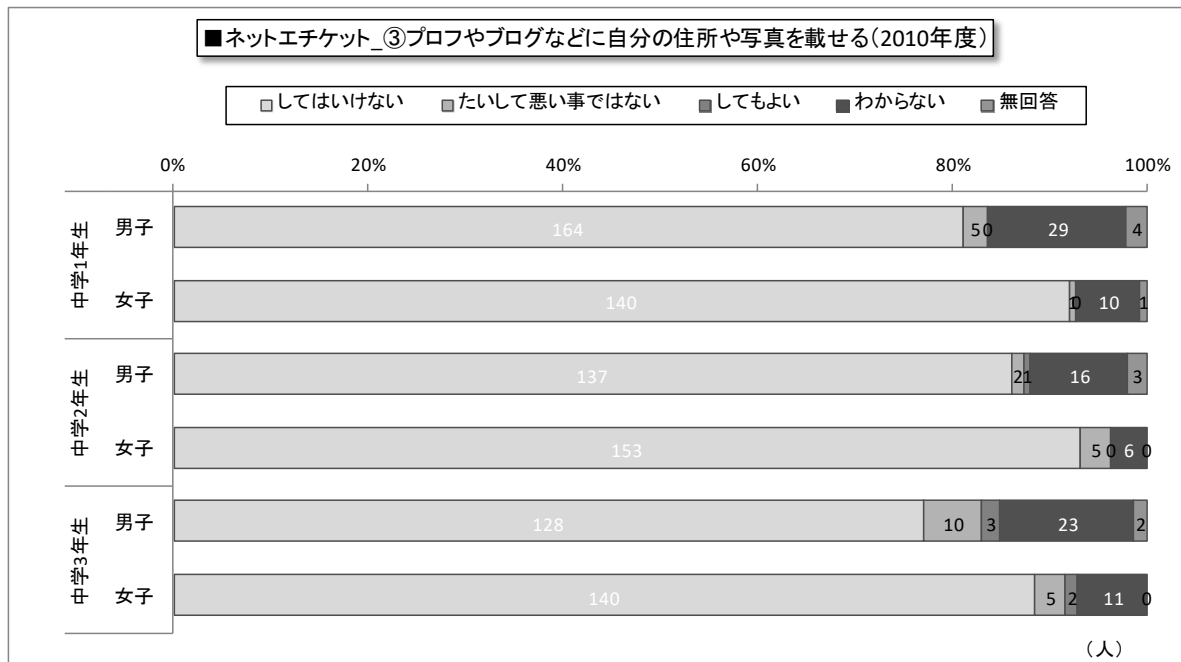 ■ネットエチケット_③プロフやブログなどに自分の住所や写真を載せる(2010年度)
してはいけない たいして悪い事ではない してもよい わからない 無回答
0% 20% 40% 60% 80% 100%
中学1年生
男子 164 5 0 29 4
女子 140 1 0 10 1
中学2年生
男子 137 2 1 16 3
女子 153 5 0 6 0
中学3年生
男子 128 10 3 23 2
女子 140 5 2 11 0
(人)